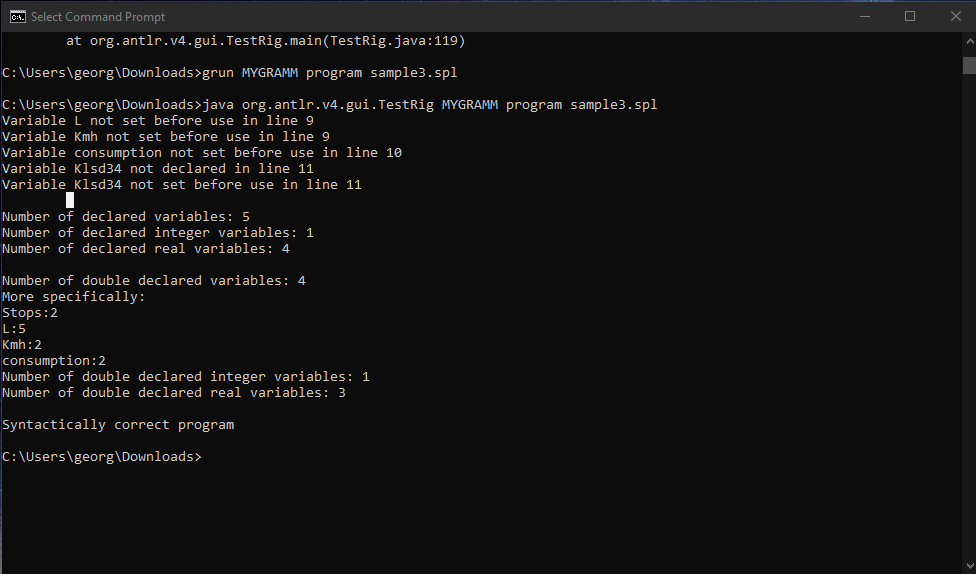 Select Command Prompt
at org.antlr.v4.gui.TestRig.main(TestRig.java:119)
C:\Users\georg\Downloads>grun MYGRAMM program sample3.spl
C:\Users\georg\Downloads>java org.antlr.v4.gui.TestRig MYGRAMM program sample3.spl
Variable L not set before use in line 9
Variable Kmh not set before use in line 9
Variable consumption not set before use in line 10
Variable Klsd34 not declared in line 11
Variable Klsd34 not set before use in line 11
Number of declared variables: 5
Number of declared integer variables: 1
Number of declared real variables: 4
Number of double declared variables: 4
More specifically:
Stops:2
L:5
Kmh:2
consumption:2
Number of double declared integer variables: 1
Number of double declared real variables: 3
Syntactically correct program
C:\Users\georg\Downloads>